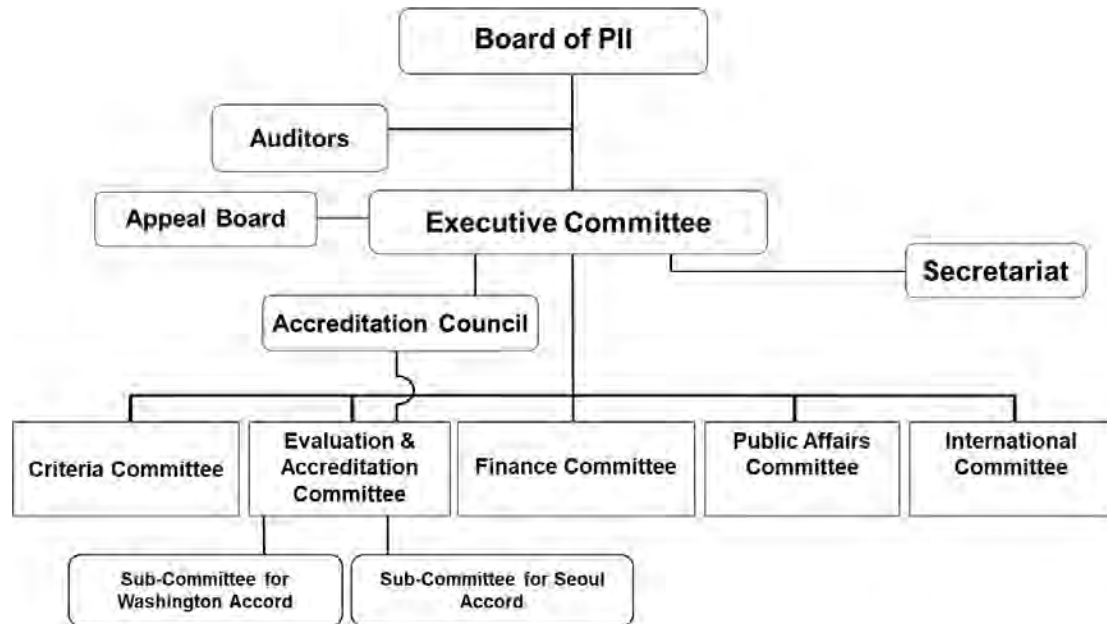 Board of PII
Auditors
Appeal Board
Executive Committee
Secretariat
Accreditation Council
Criteria Committee
Evaluation &
Accreditation
Committee
Finance Committee
Public Affairs
Committee
International
Committee
Sub-Committee for
Washington Accord
Sub-Committee for Seoul
Accord